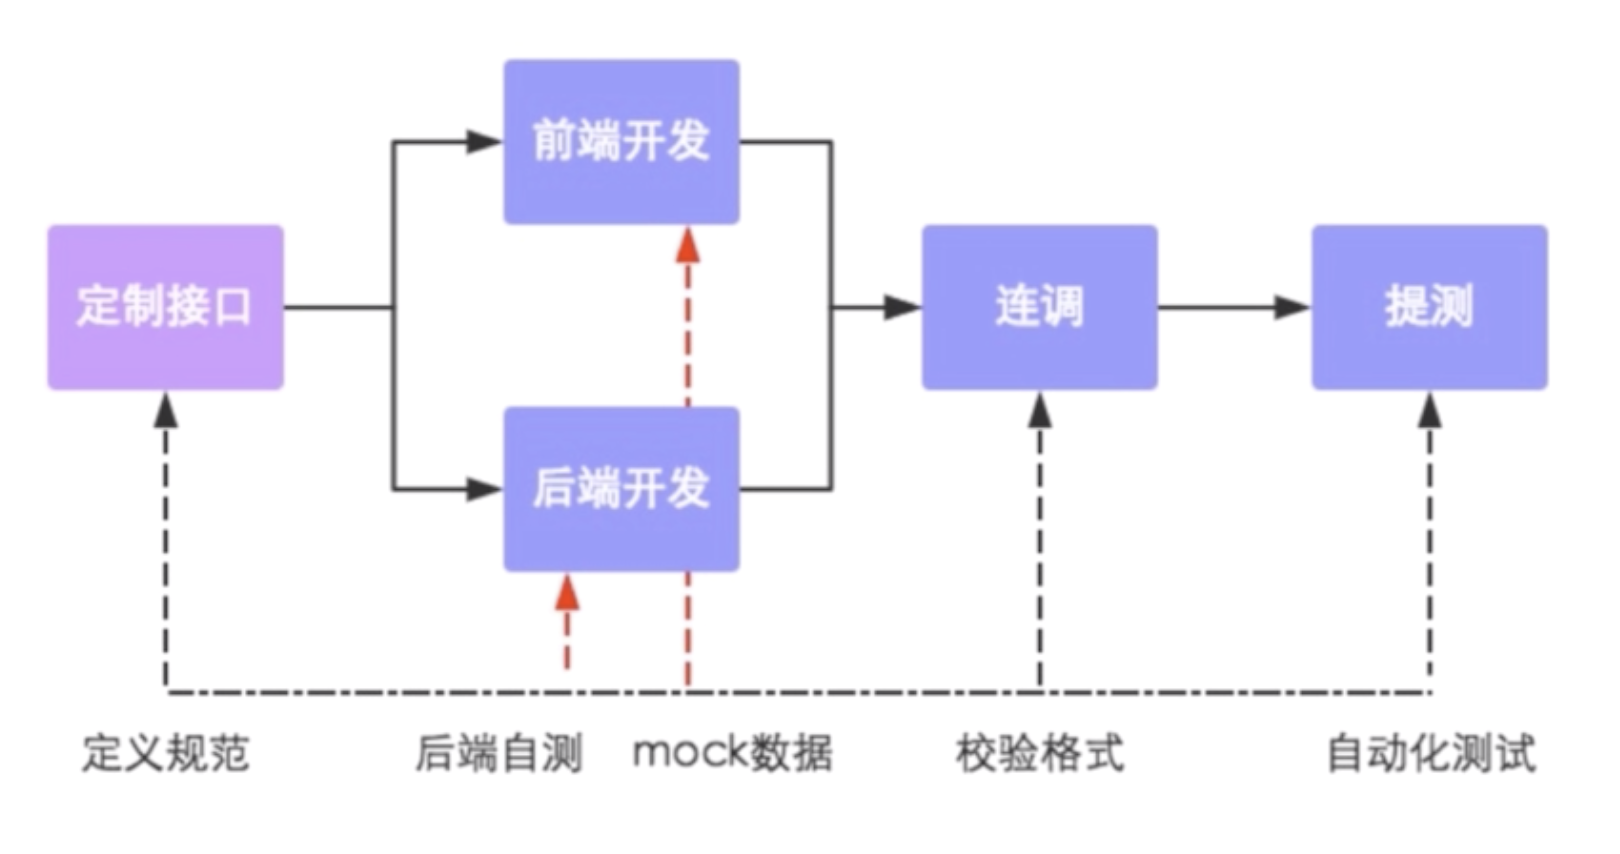 前端开发
定制接口
连调
提测
后端开发
定义规范
后端自测
mock数据
校验格式
自动化测试